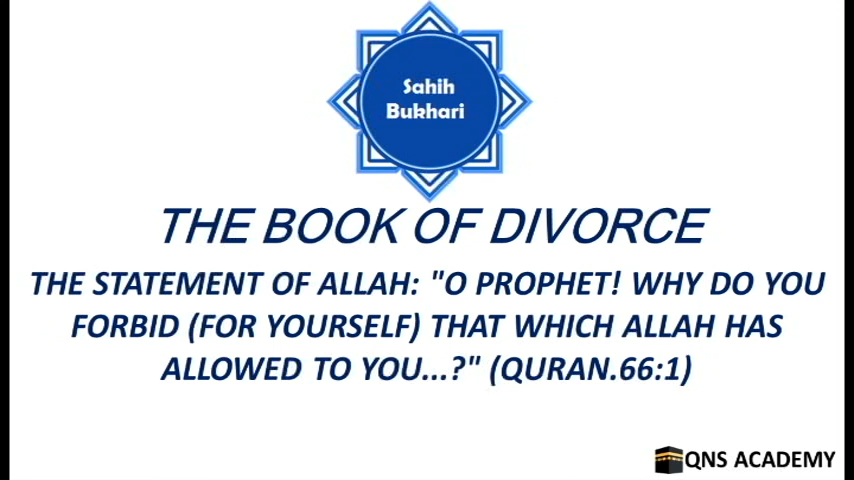 Sahih
Bukhari
THE BOOK OF DIVORCE
THE STATEMENT OF ALLAH: "O PROPHET! WHY DO YOU
FORBID (FOR YOURSELF) THAT WHICH ALLAH HAS
ALLOWED TO YOU...?" (QURAN.66:1)
QNS ACADEMY